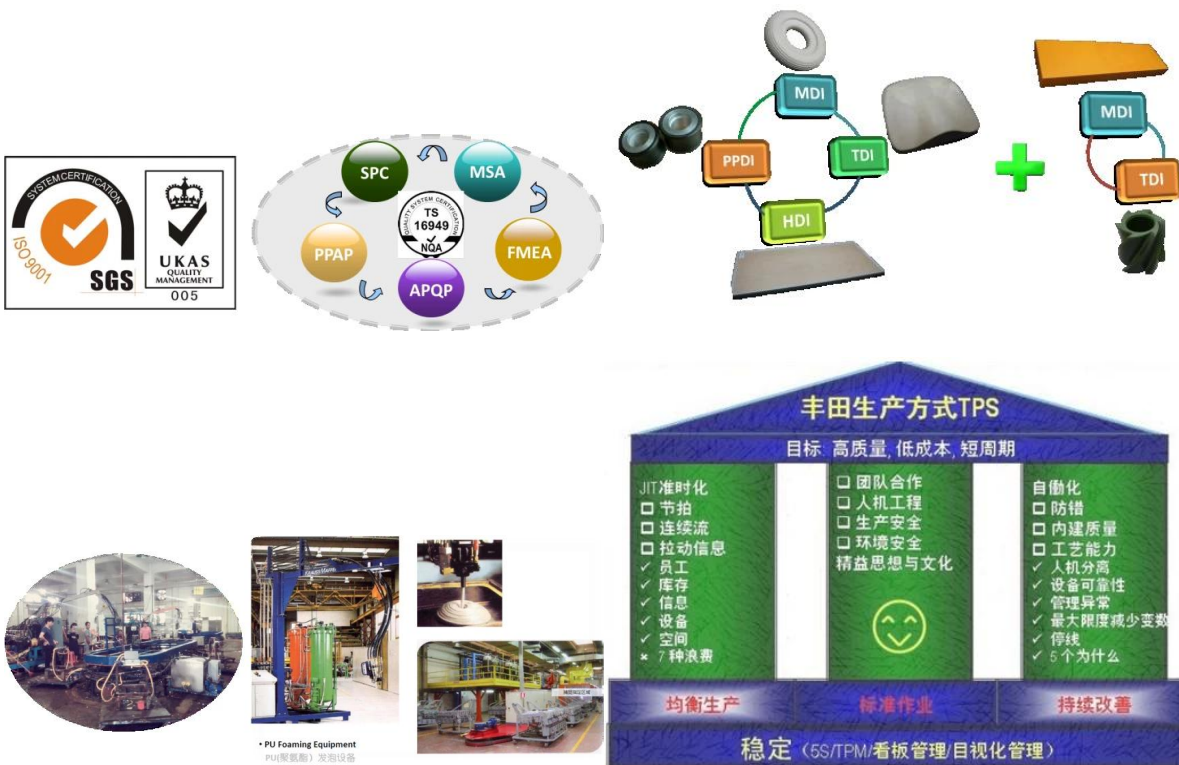 SYSTEM CERTIFICATION
ISO 9001
SGS
UKAS
QUALITY
MANAGEMENT
005
SPC
MSA
PPAP
FMEA
APQP
QUALITY SYSTEM CERTIFICATION
TS
16949
NQA
MDI
PPDI
TDI
HDI
MDI
TDI
• PU Foaming Equipment
PU(聚氨酯）发泡设备
丰田生产方式TPS
目标: 高质量, 低成本, 短周期
JIT准时化
□ 节拍
□ 连续流
□ 拉动信息
✓ 员工
✓ 库存
✓ 信息
✓ 设备
✓ 空间
× 7 种浪费
□ 团队合作
□ 人机工程
□ 生产安全
□ 环境安全
精益思想与文化
自働化
□ 防错
□ 内建质量
□ 工艺能力
✓ 人机分离
✓ 设备可靠性
✓ 管理异常
✓ 最大限度减少变数
✓ 停线
✓ 5 个为什么
均衡生产
标准作业
持续改善
稳定（5S/TPM/看板管理/目视化管理）